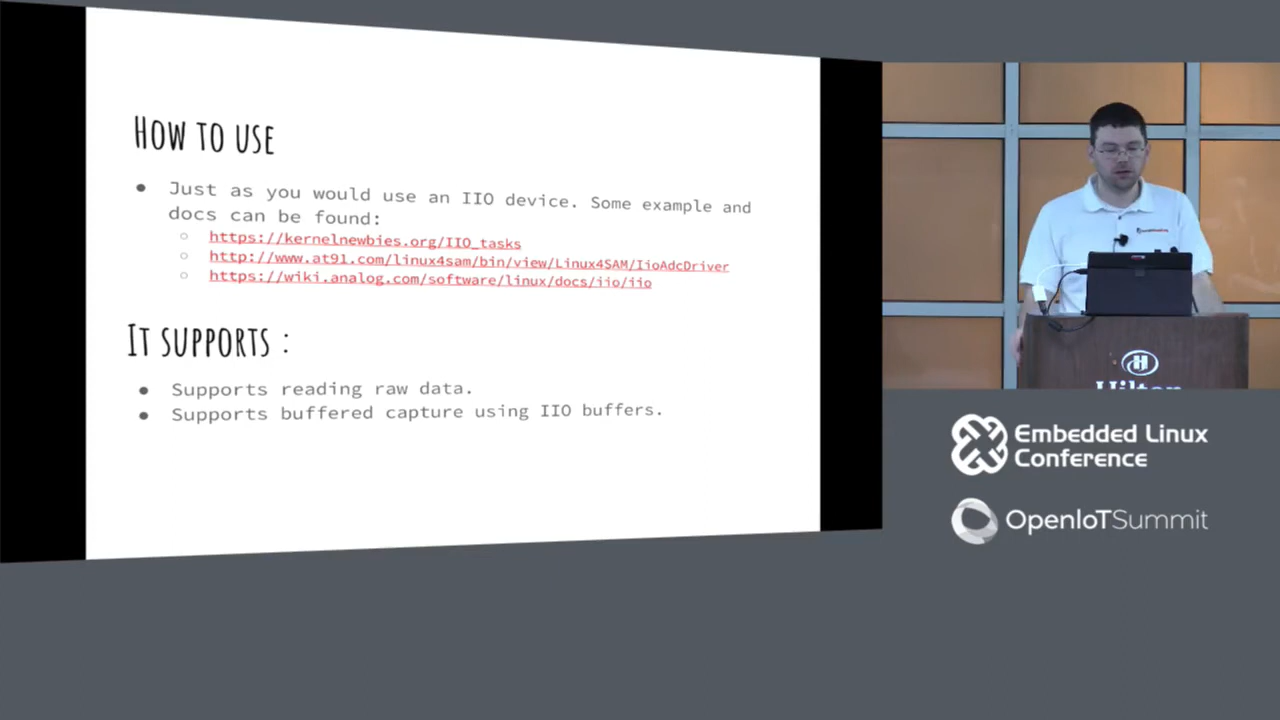 How to use
● Just as you would use an IIO device. Some example and
docs can be found:
○ https://kernelnewbies.org/IIO_tasks
○ http://www.at91.com/linux4sam/bin/view/Linux4SAM/IioAdcDriver
○ https://wiki.analog.com/software/linux/docs/iio/iio
It supports :
● Supports reading raw data.
● Supports buffered capture using IIO buffers.
Hilton
Embedded Linux
Conference
OpenIoTSummit